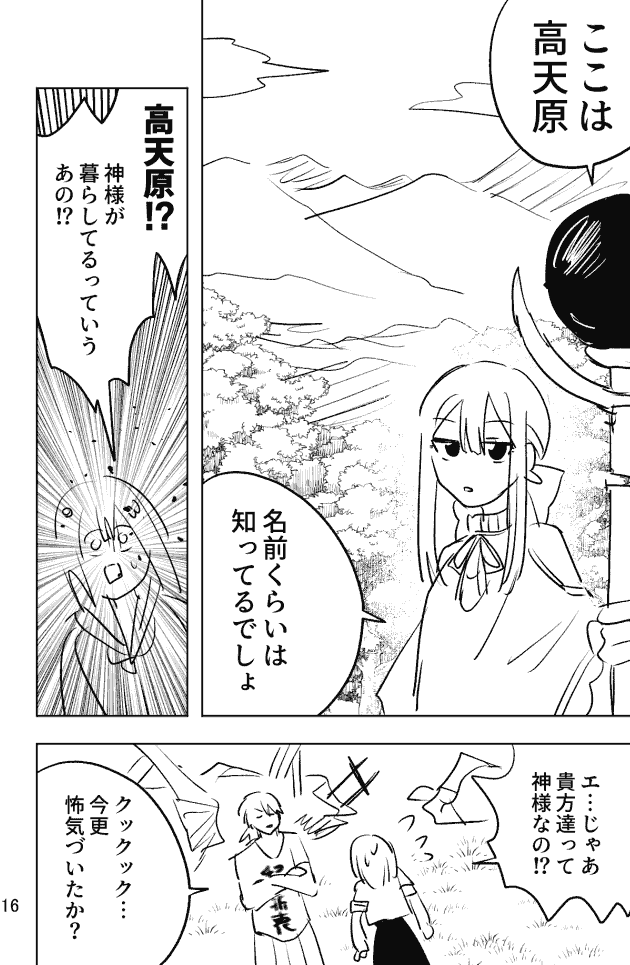 ここは
高天原
名前くらいは
知ってるでしょ
高天原!?
神様が
暮らしてるっていう
あの!?
エ…じゃあ
貴方達って
神様なの!?
クックック…
今更
怖気づいたか?
16